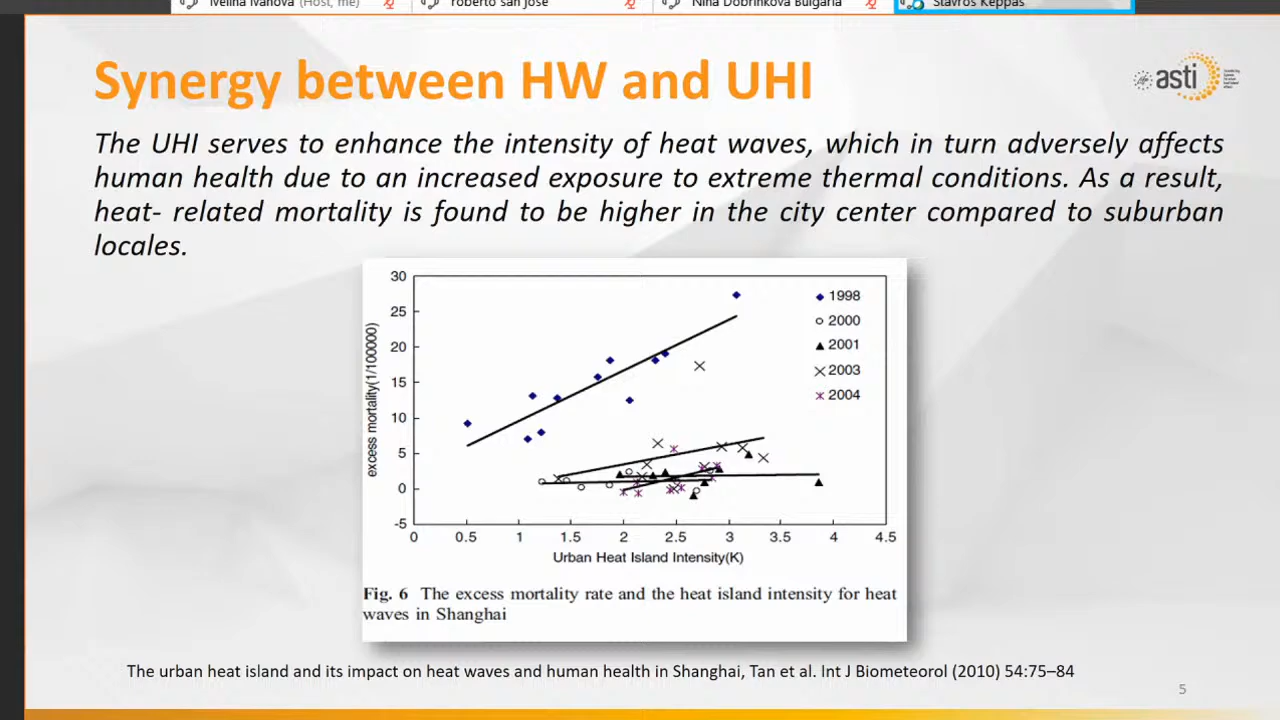 Ivelina Ivanova (Host, me)
roberto san jose
Nina Dobrinkova Bulgaria
Stavros Keppas
Synergy between HW and UHI
asti
The UHI serves to enhance the intensity of heat waves, which in turn adversely affects
human health due to an increased exposure to extreme thermal conditions. As a result,
heat- related mortality is found to be higher in the city center compared to suburban
locales.
30
25
20
15
10
5
0
-5
excess mortality(1/100000)
1998
2000
2001
2003
2004
0 0.5 1 1.5 2 2.5 3 3.5 4 4.5
Urban Heat Island Intensity(K)
Fig. 6 The excess mortality rate and the heat island intensity for heat
waves in Shanghai
The urban heat island and its impact on heat waves and human health in Shanghai, Tan et al. Int J Biometeorol (2010) 54:75–84
5